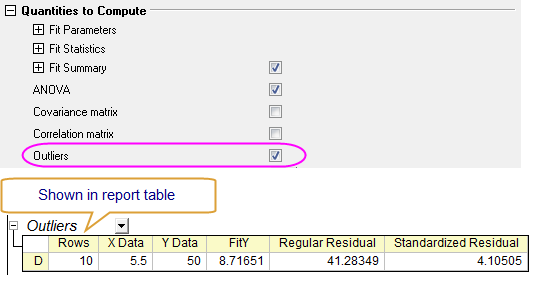 Quantities to Compute
Fit Parameters
Fit Statistics
Fit Summary
ANOVA
Covariance matrix
Correlation matrix
Outliers
Shown in report table
Outliers
Rows X Data Y Data FitY Regular Residual Standardized Residual
D 10 5.5 50 8.71651 41.28349 4.10505